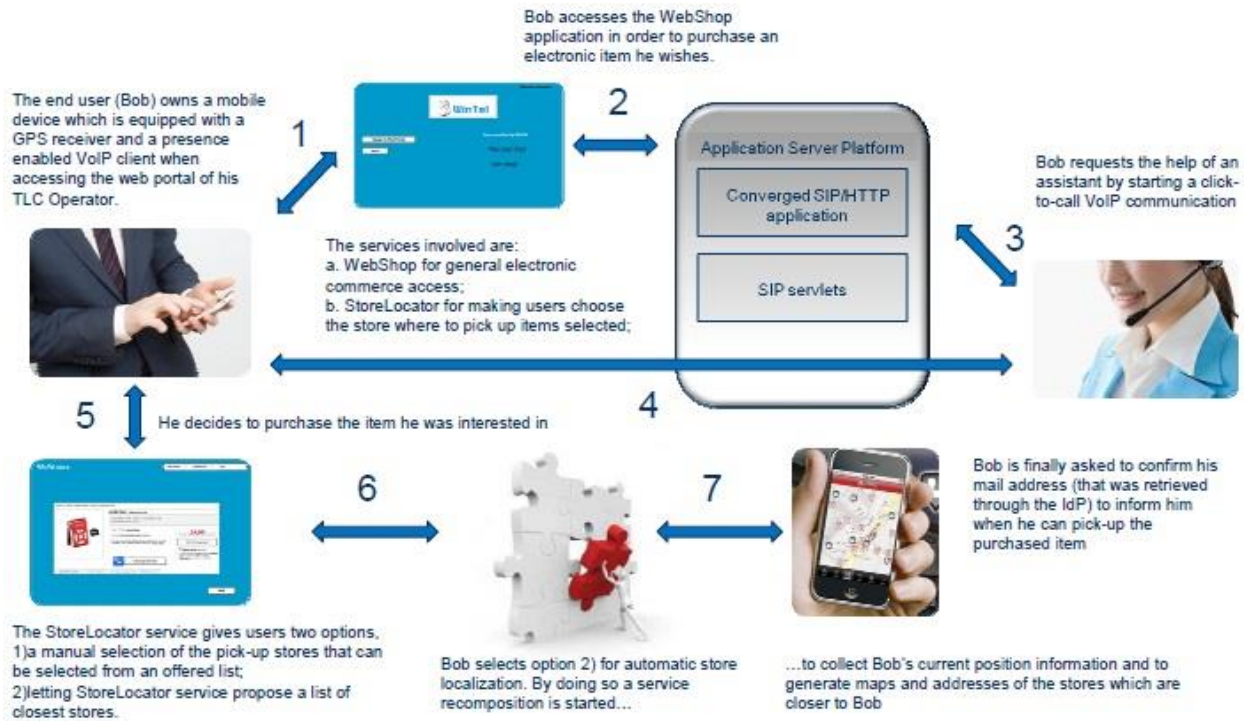 Bob accesses the WebShop
application in order to purchase an
electronic item he wishes.
The end user (Bob) owns a mobile
device which is equipped with a
GPS receiver and a presence
enabled VoIP client when
accessing the web portal of his
TLC Operator.
1
WinTel
2
Application Server Platform
Converged SIP/HTTP
application
SIP servlets
Bob requests the help of an
assistant by starting a click-
to-call VoIP communication
3
The services involved are:
a. WebShop for general electronic
commerce access;
b. StoreLocator for making users choose
the store where to pick up items selected;
4
5
He decides to purchase the item he was interested in
6
7
Bob is finally asked to confirm his
mail address (that was retrieved
through the IdP) to inform him
when he can pick-up the
purchased item
The StoreLocator service gives users two options,
1)a manual selection of the pick-up stores that can
be selected from an offered list;
2)letting StoreLocator service propose a list of
closest stores.
Bob selects option 2) for automatic store
localization. By doing so a service
recomposition is started…
…to collect Bob's current position information and to
generate maps and addresses of the stores which are
closer to Bob